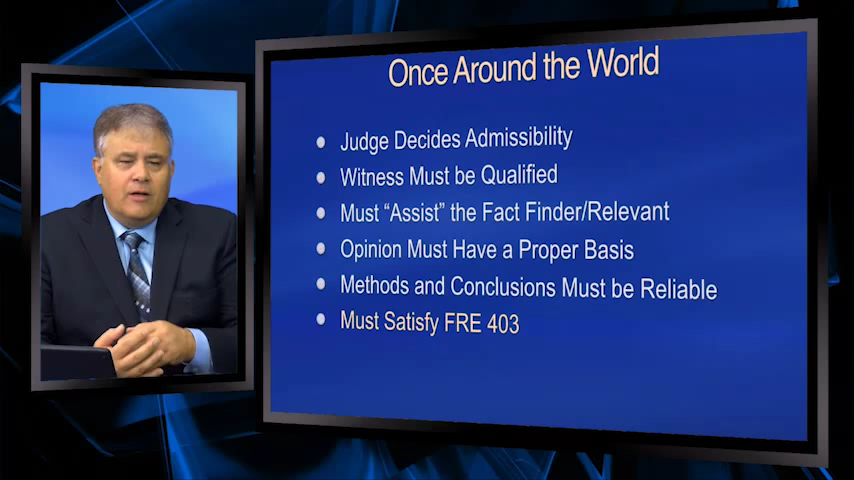 Once Around the World
Judge Decides Admissibility
Witness Must be Qualified
Must “Assist” the Fact Finder/Relevant
Opinion Must Have a Proper Basis
Methods and Conclusions Must be Reliable
Must Satisfy FRE 403